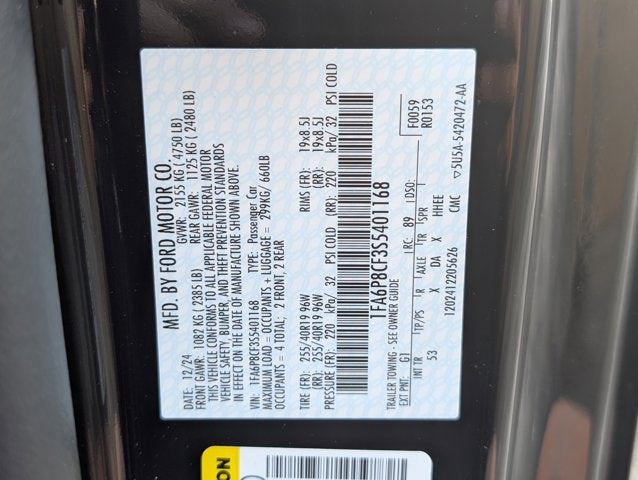 MFD. BY FORD MOTOR CO.
DATE: 12/24 GVWR: 2155 KG ( 4750 LB)
FRONT GAWR: 1082 KG ( 2385 LB) REAR GAWR: 1125 KG ( 2480 LB)
THIS VEHICLE CONFORMS TO ALL APPLICABLE FEDERAL MOTOR
VEHICLE SAFETY, BUMPER, AND THEFT PREVENTION STANDARDS
IN EFFECT ON THE DATE OF MANUFACTURE SHOWN ABOVE.
VIN: 1FA6P8CF3S5401168 TYPE: Passenger Car
MAXIMUM LOAD = OCCUPANTS + LUGGAGE = 299KG/ 660LB
OCCUPANTS = 4 TOTAL; 2 FRONT, 2 REAR
TIRE (FR): 255/40R19 96W RIMS (FR): 19x8.5J
(RR): 255/40R19 96W (RR): 19x8.5J
PRESSURE (FR): 220 kPa/ 32 PSI COLD (RR): 220 kPa/ 32 PSI COLD
1FA6P8CF3S5401168
TRAILER TOWING - SEE OWNER GUIDE
F0059
R0153
EXT PNT: G1 RC: 89 DSO:
INT TR TP/PS R AXLE TR SPR
53 X DA X HHEE
1202412205626 CMC ▽5U5A-5420472-AA
ION